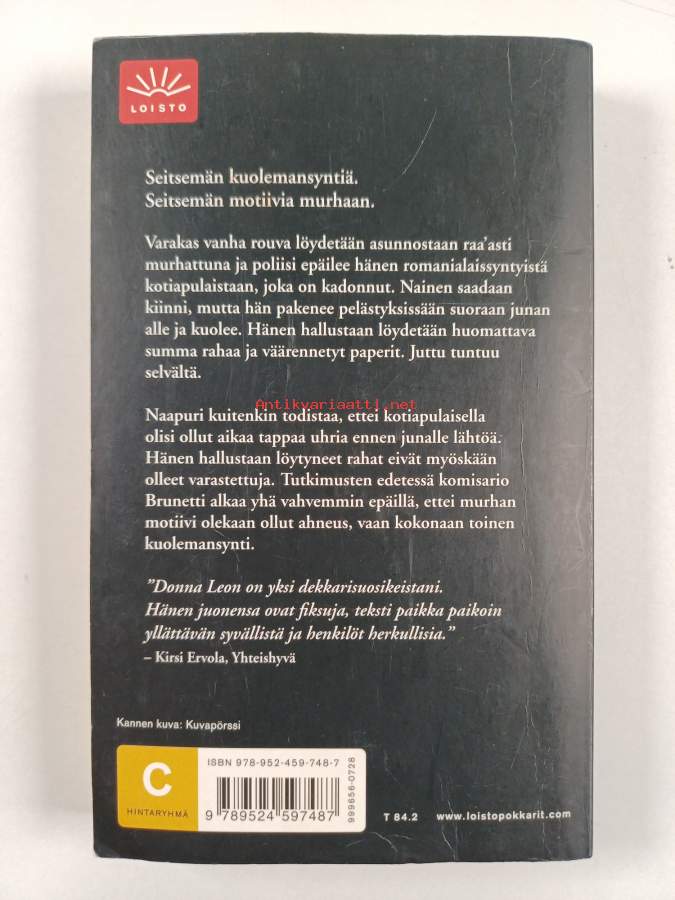 LOISTO
Seitsemän kuolemansyntiä.
Seitsemän motiivia murhaan.
Varakas vanha rouva löydetään asunnostaan raa'asti
murhattuna ja poliisi epäilee hänen romanialaissyntyistä
kotiapulaistaan, joka on kadonnut. Nainen saadaan
kiinni, mutta hän pakenee pelästyksissään suoraan junan
alle ja kuolee. Hänen hallustaan löydetään huomattava
summa rahaa ja väärennetyt paperit. Juttu tuntuu
selvältä.
Antikvariaatti.net
Naapuri kuitenkin todistaa, ettei kotiapulaisella
olisi ollut aikaa tappaa uhria ennen junalle lähtöä.
Hänen hallustaan löytyneet rahat eivät myöskään
olleet varastettuja. Tutkimusten edetessä komisario
Brunetti alkaa yhä vahvemmin epäillä, ettei murhan
motiivi olekaan ollut ahneus, vaan kokonaan toinen
kuolemansynti.
”Donna Leon on yksi dekkarisuosikeistani.
Hänen juonensa ovat fiksuja, teksti paikka paikoin
yllättävän syvällistä ja henkilöt herkullisia.”
– Kirsi Ervola, Yhteishyvä
Kannen kuva: Kuvapörssi
C
HINTARYHMÄ
ISBN 978-952-459-748-7
9 789524 597487
999656-0728
T 84.2
www.loistopokkarit.com